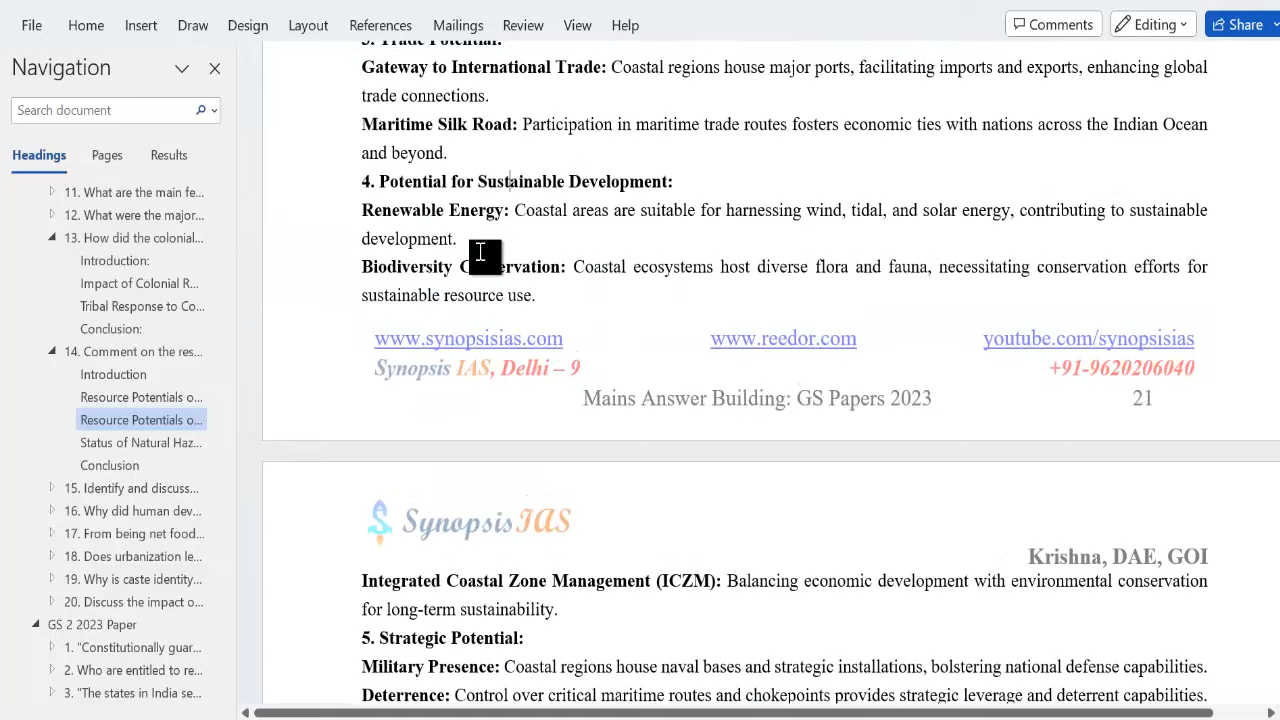 File Home Insert Draw Design Layout References Mailings Review View Help Comments Editing Share
Navigation
Search document
Headings Pages Results
11. What are the main fe...
12. What were the major...
13. How did the colonial...
Introduction:
Impact of Colonial R...
Tribal Response to Co...
Conclusion:
14. Comment on the res...
Introduction
Resource Potentials o...
Resource Potentials o...
Status of Natural Haz...
Conclusion
15. Identify and discuss...
16. Why did human dev...
17. From being net food...
18. Does urbanization le...
19. Why is caste identity...
20. Discuss the impact o...
GS 2 2023 Paper
1. "Constitutionally guar...
2. Who are entitled to re...
3. "The states in India se...
3. Trade Potential:
Gateway to International Trade: Coastal regions house major ports, facilitating imports and exports, enhancing global
trade connections.
Maritime Silk Road: Participation in maritime trade routes fosters economic ties with nations across the Indian Ocean
and beyond.
4. Potential for Sustainable Development:
Renewable Energy: Coastal areas are suitable for harnessing wind, tidal, and solar energy, contributing to sustainable
development.
Biodiversity Conservation: Coastal ecosystems host diverse flora and fauna, necessitating conservation efforts for
sustainable resource use.
www.synopsisias.com www.reedor.com youtube.com/synopsisias
Synopsis IAS, Delhi – 9 +91-9620206040
Mains Answer Building: GS Papers 2023 21
SynopsisIAS
Krishna, DAE, GOI
Integrated Coastal Zone Management (ICZM): Balancing economic development with environmental conservation
for long-term sustainability.
5. Strategic Potential:
Military Presence: Coastal regions house naval bases and strategic installations, bolstering national defense capabilities.
Deterrence: Control over critical maritime routes and chokepoints provides strategic leverage and deterrent capabilities.